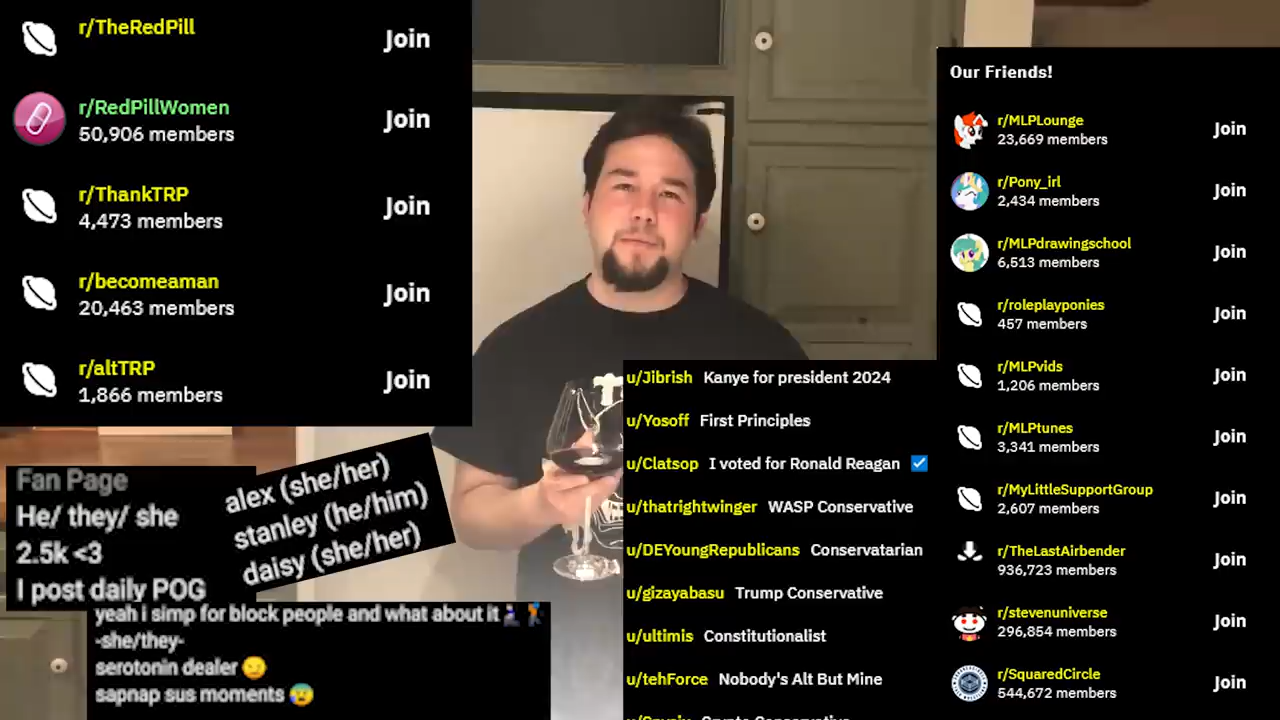 r/TheRedPill
Join
r/RedPillWomen
50,906 members
Join
r/ThankTRP
4,473 members
Join
r/becomeaman
20,463 members
Join
r/altTRP
1,866 members
Join
Our Friends!
r/MLPLounge
23,669 members
Join
r/Pony_irl
2,434 members
Join
r/MLPdrawingschool
6,513 members
Join
r/roleplayponies
457 members
Join
r/MLPvids
1,206 members
Join
r/MLPtunes
3,341 members
Join
r/MyLittleSupportGroup
2,607 members
Join
r/TheLastAirbender
936,723 members
Join
r/stevenuniverse
296,854 members
Join
r/SquaredCircle
544,672 members
Join
u/Jibrish Kanye for president 2024
u/Yosoff First Principles
u/Clatsop I voted for Ronald Reagan ☑
u/thatrightwinger WASP Conservative
u/DEYoungRepublicans Conservatarian
u/gizayabasu Trump Conservative
u/ultimis Constitutionalist
u/tehForce Nobody's Alt But Mine
Fan Page
He/ they/ she
2.5k <3
I post daily POG
alex (she/her)
stanley (he/him)
daisy (she/her)
yeah i simp for block people and what about it
-she/they-
serotonin dealer 😏
sapnap sus moments 😰